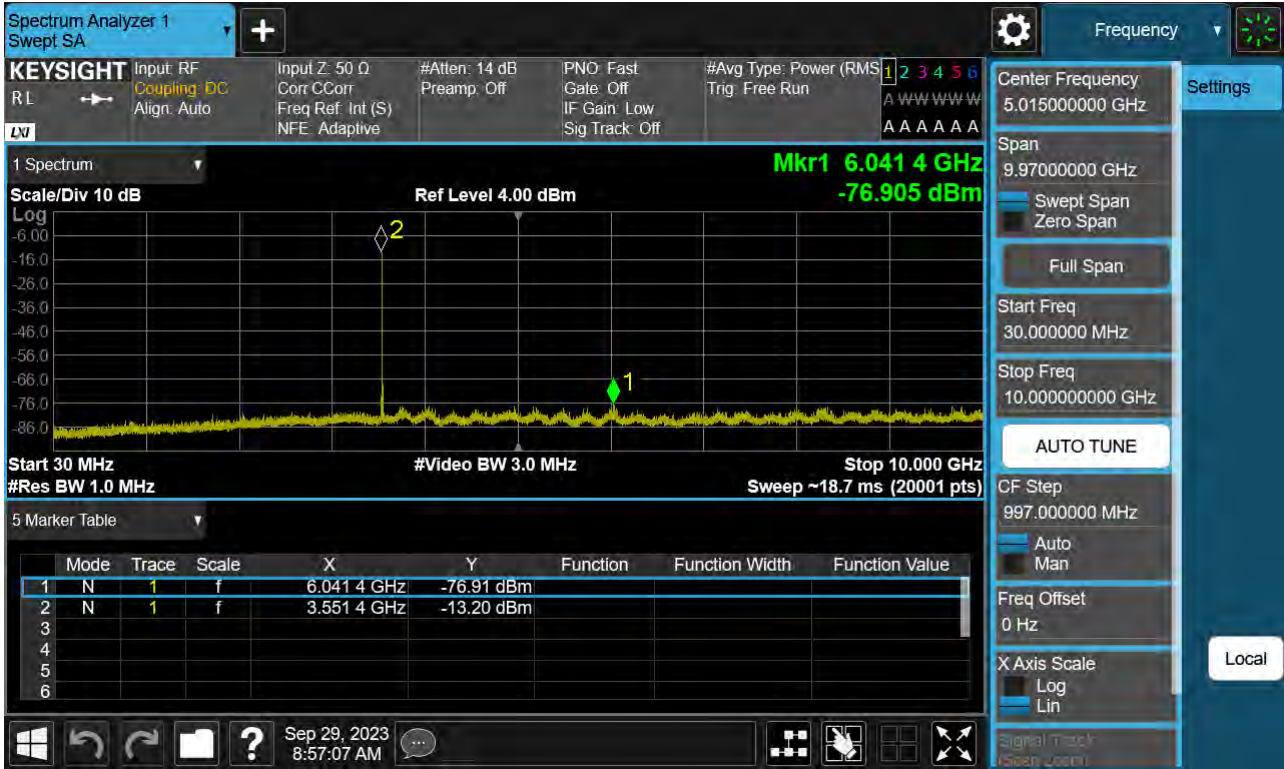 Spectrum Analyzer 1
Swept SA
+
Frequency
KEYSIGHT
RL
LXI
Input: RF
Coupling: DC
Align: Auto
Input Z: 50 Ω
Corr CCorr
Freq Ref: Int (S)
NFE: Adaptive
#Atten: 14 dB
Preamp: Off
PNO: Fast
Gate: Off
IF Gain: Low
Sig Track: Off
#Avg Type: Power (RMS
Trig: Free Run
1 2 3 4 5 6
A W W W W W
A A A A A A
1 Spectrum
Scale/Div 10 dB
Ref Level 4.00 dBm
Mkr1 6.041 4 GHz
-76.905 dBm
Log
-6.00
-16.0
-26.0
-36.0
-46.0
-56.0
-66.0
-76.0
-86.0
2
1
Start 30 MHz
#Video BW 3.0 MHz
Stop 10.000 GHz
#Res BW 1.0 MHz
Sweep ~18.7 ms (20001 pts)
5 Marker Table
Mode Trace Scale X Y Function Function Width Function Value
1 N 1 f 6.041 4 GHz -76.91 dBm
2 N 1 f 3.551 4 GHz -13.20 dBm
3
4
5
6
Center Frequency
5.015000000 GHz
Span
9.97000000 GHz
Swept Span
Zero Span
Full Span
Start Freq
30.000000 MHz
Stop Freq
10.000000000 GHz
AUTO TUNE
CF Step
997.000000 MHz
Auto
Man
Freq Offset
0 Hz
X Axis Scale
Log
Lin
Signal Track
(Span Zoom)
Settings
Local
?
Sep 29, 2023
8:57:07 AM